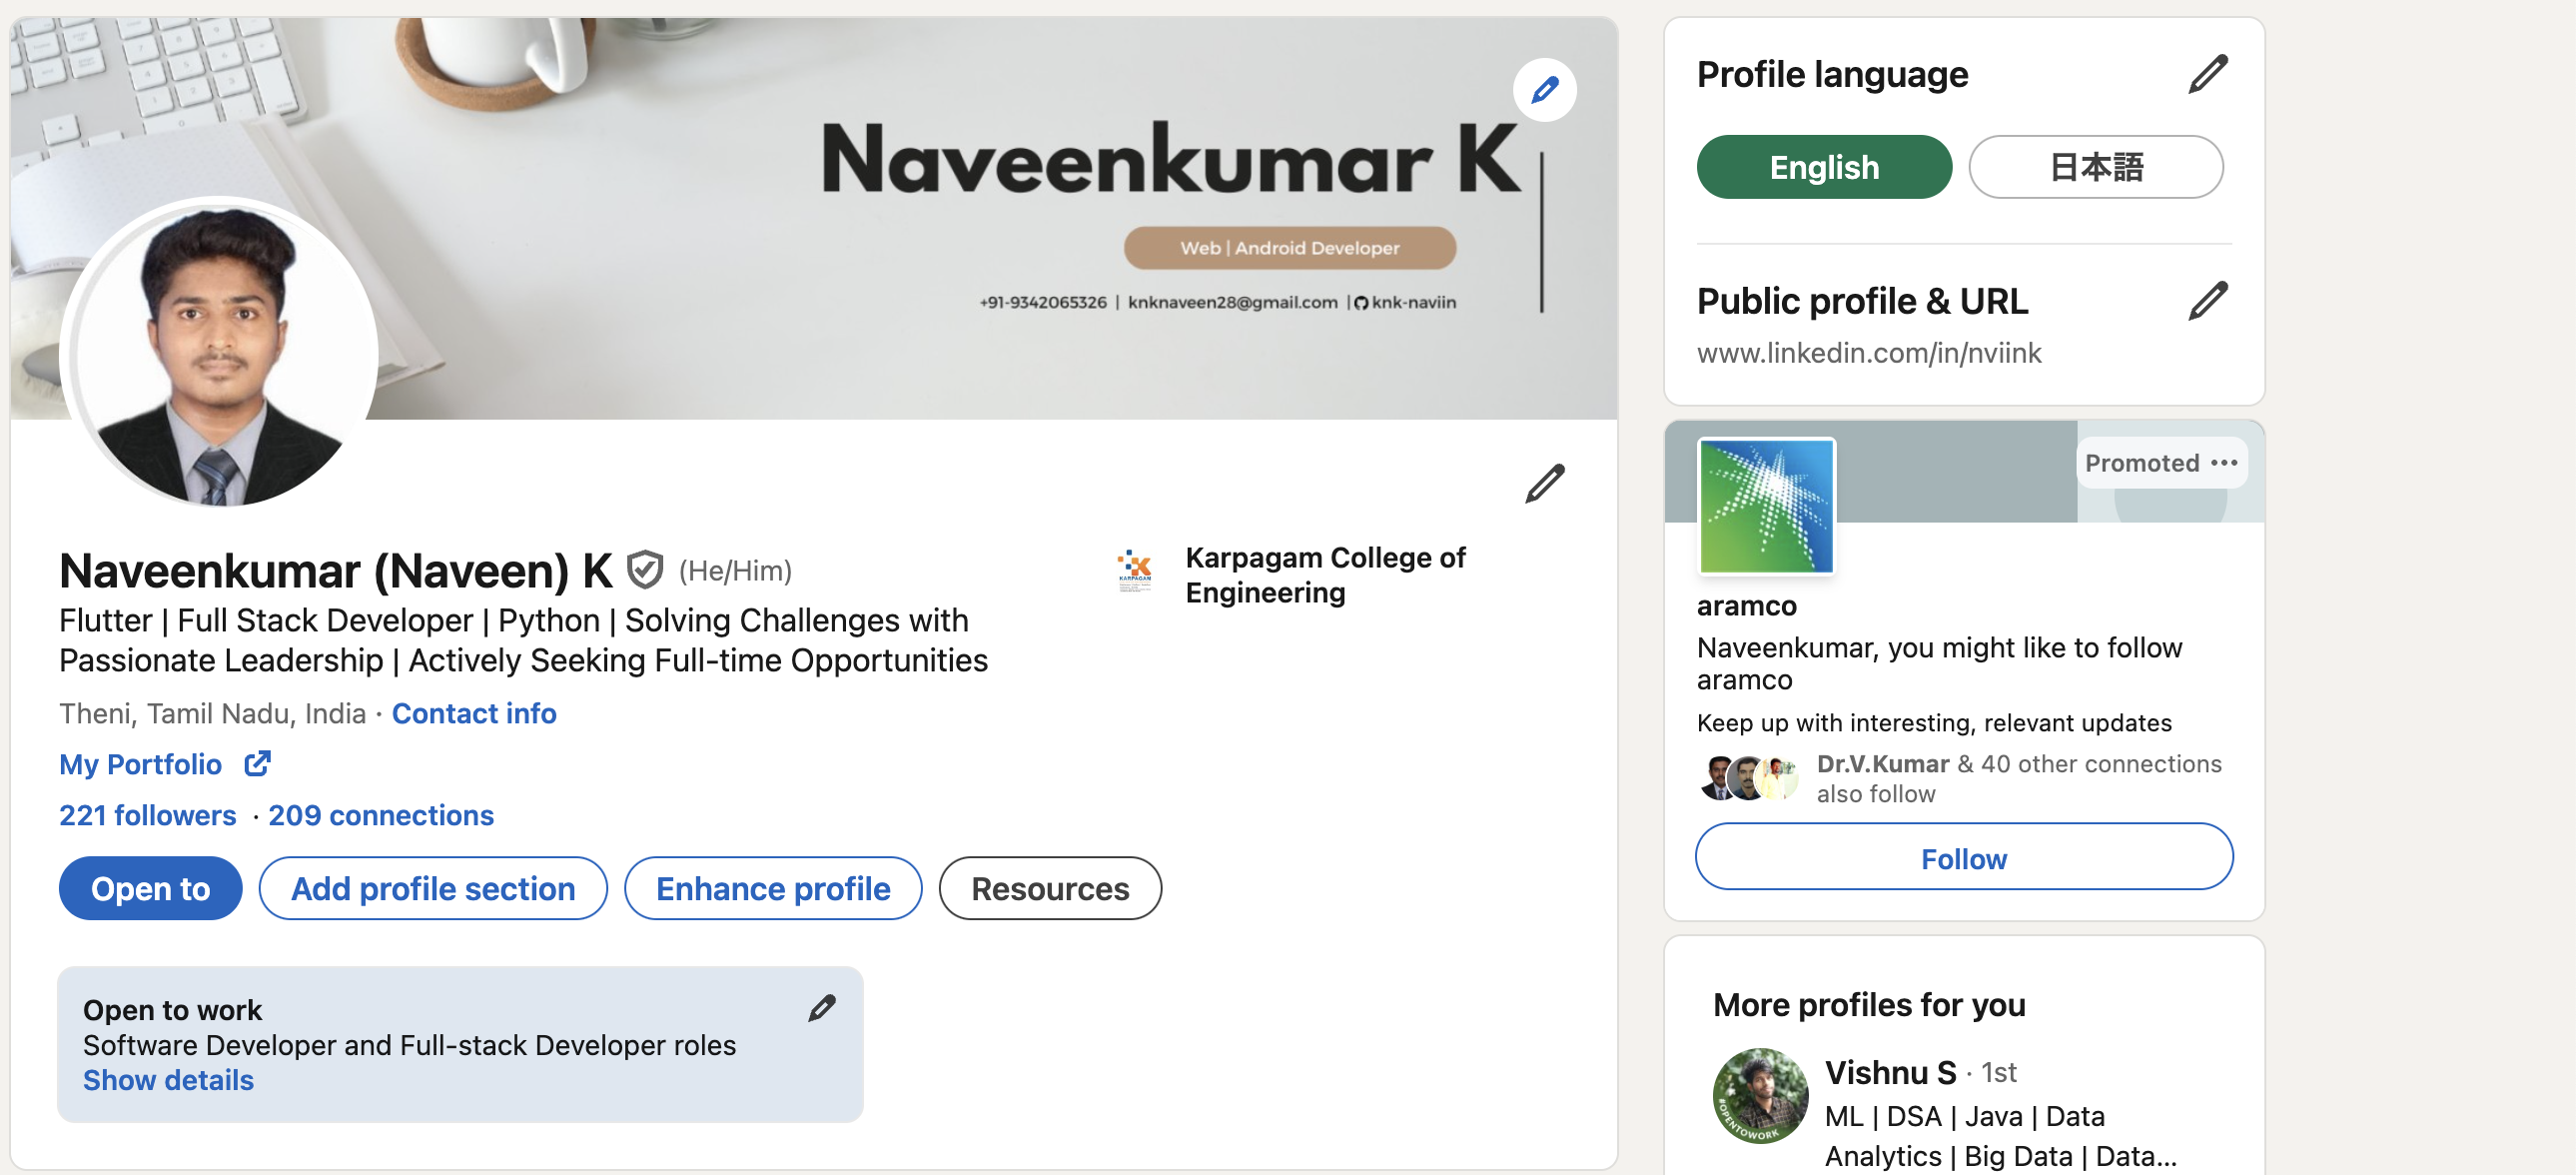 Naveenkumar K
Web | Android Developer
+91-9342065326 | knknaveen28@gmail.com | knk-naviin
Naveenkumar (Naveen) K (He/Him)
Flutter | Full Stack Developer | Python | Solving Challenges with
Passionate Leadership | Actively Seeking Full-time Opportunities
Theni, Tamil Nadu, India · Contact info
My Portfolio
221 followers · 209 connections
Open to
Add profile section
Enhance profile
Resources
KARPAGAM
Karpagam College of
Engineering
Open to work
Software Developer and Full-stack Developer roles
Show details
Profile language
English
日本語
Public profile & URL
www.linkedin.com/in/nviink
Promoted
aramco
Naveenkumar, you might like to follow
aramco
Keep up with interesting, relevant updates
Dr.V.Kumar & 40 other connections
also follow
Follow
More profiles for you
#OPENTOWORK
Vishnu S · 1st
ML | DSA | Java | Data
Analytics | Big Data | Data...